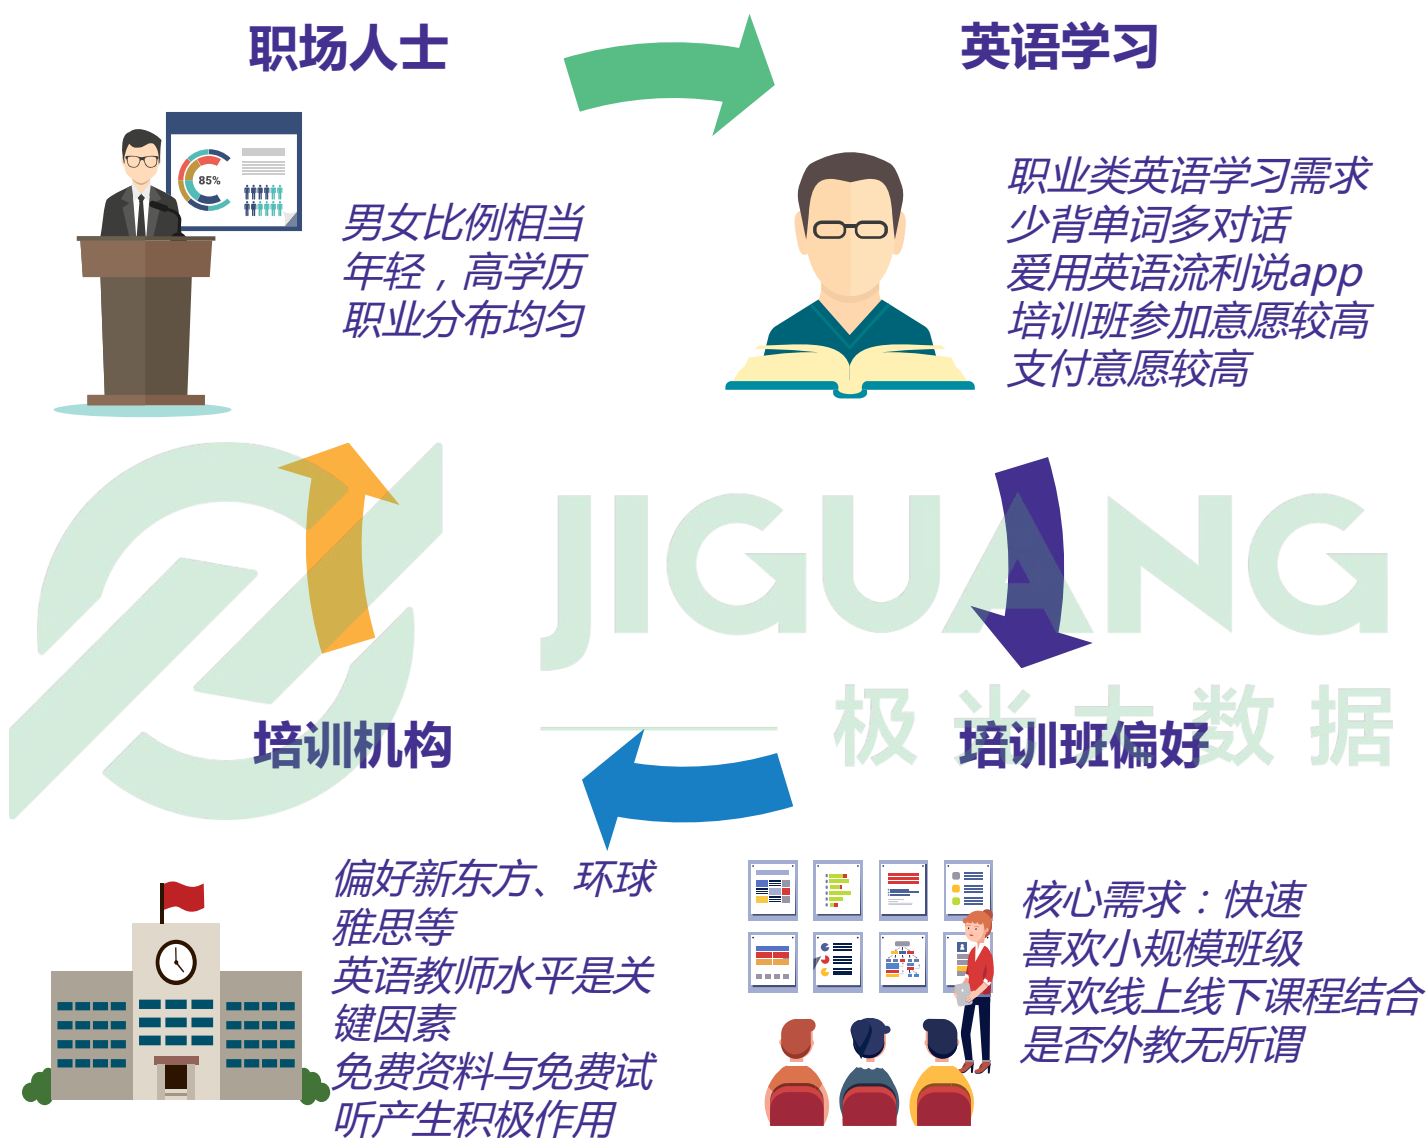 职场人士
英语学习
85%
男女比例相当
年轻，高学历
职业分布均匀
职业类英语学习需求
少背单词多对话
爱用英语流利说app
培训班参加意愿较高
支付意愿较高
JIGUANG
极光大数据
培训机构
培训班偏好
偏好新东方、环球
雅思等
英语教师水平是关
键因素
免费资料与免费试
听产生积极作用
核心需求：快速
喜欢小规模班级
喜欢线上线下课程结合
是否外教无所谓